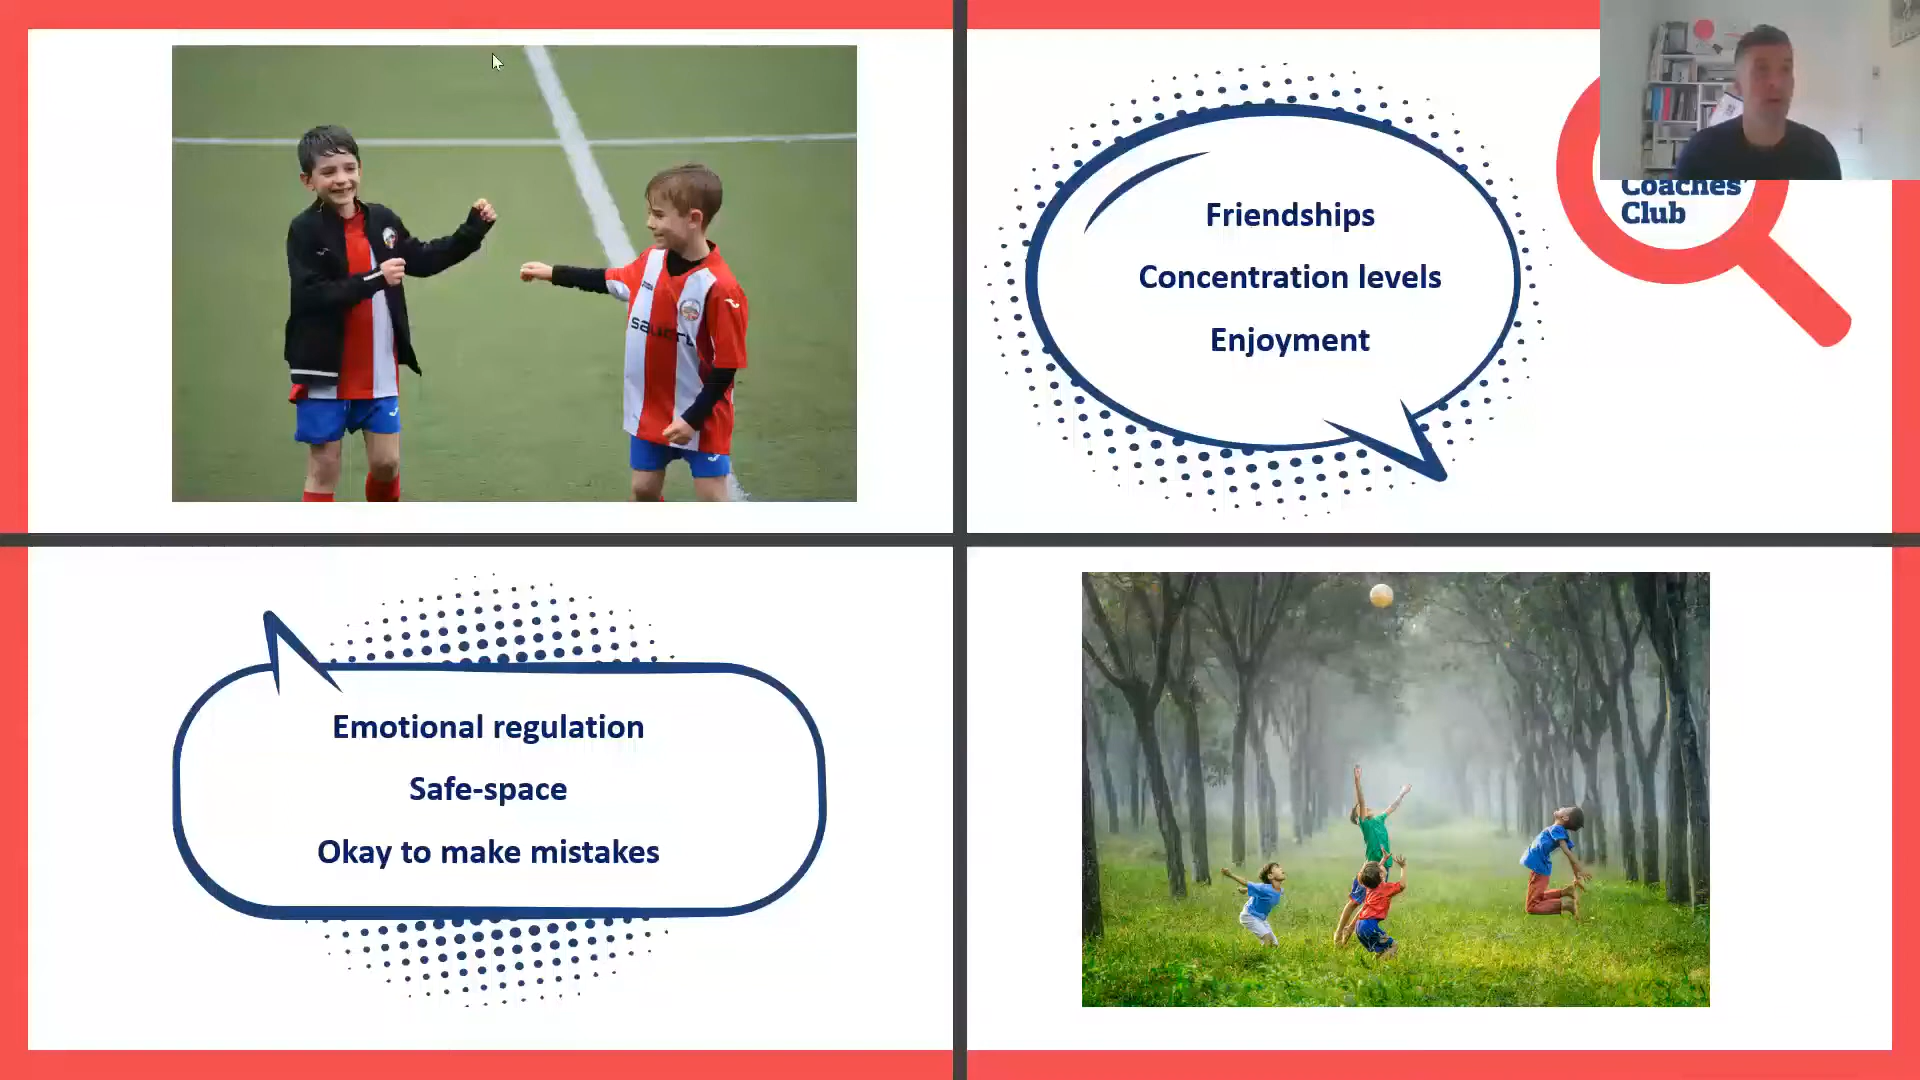 Friendships
Concentration levels
Enjoyment
Coaches'
Club
Emotional regulation
Safe-space
Okay to make mistakes